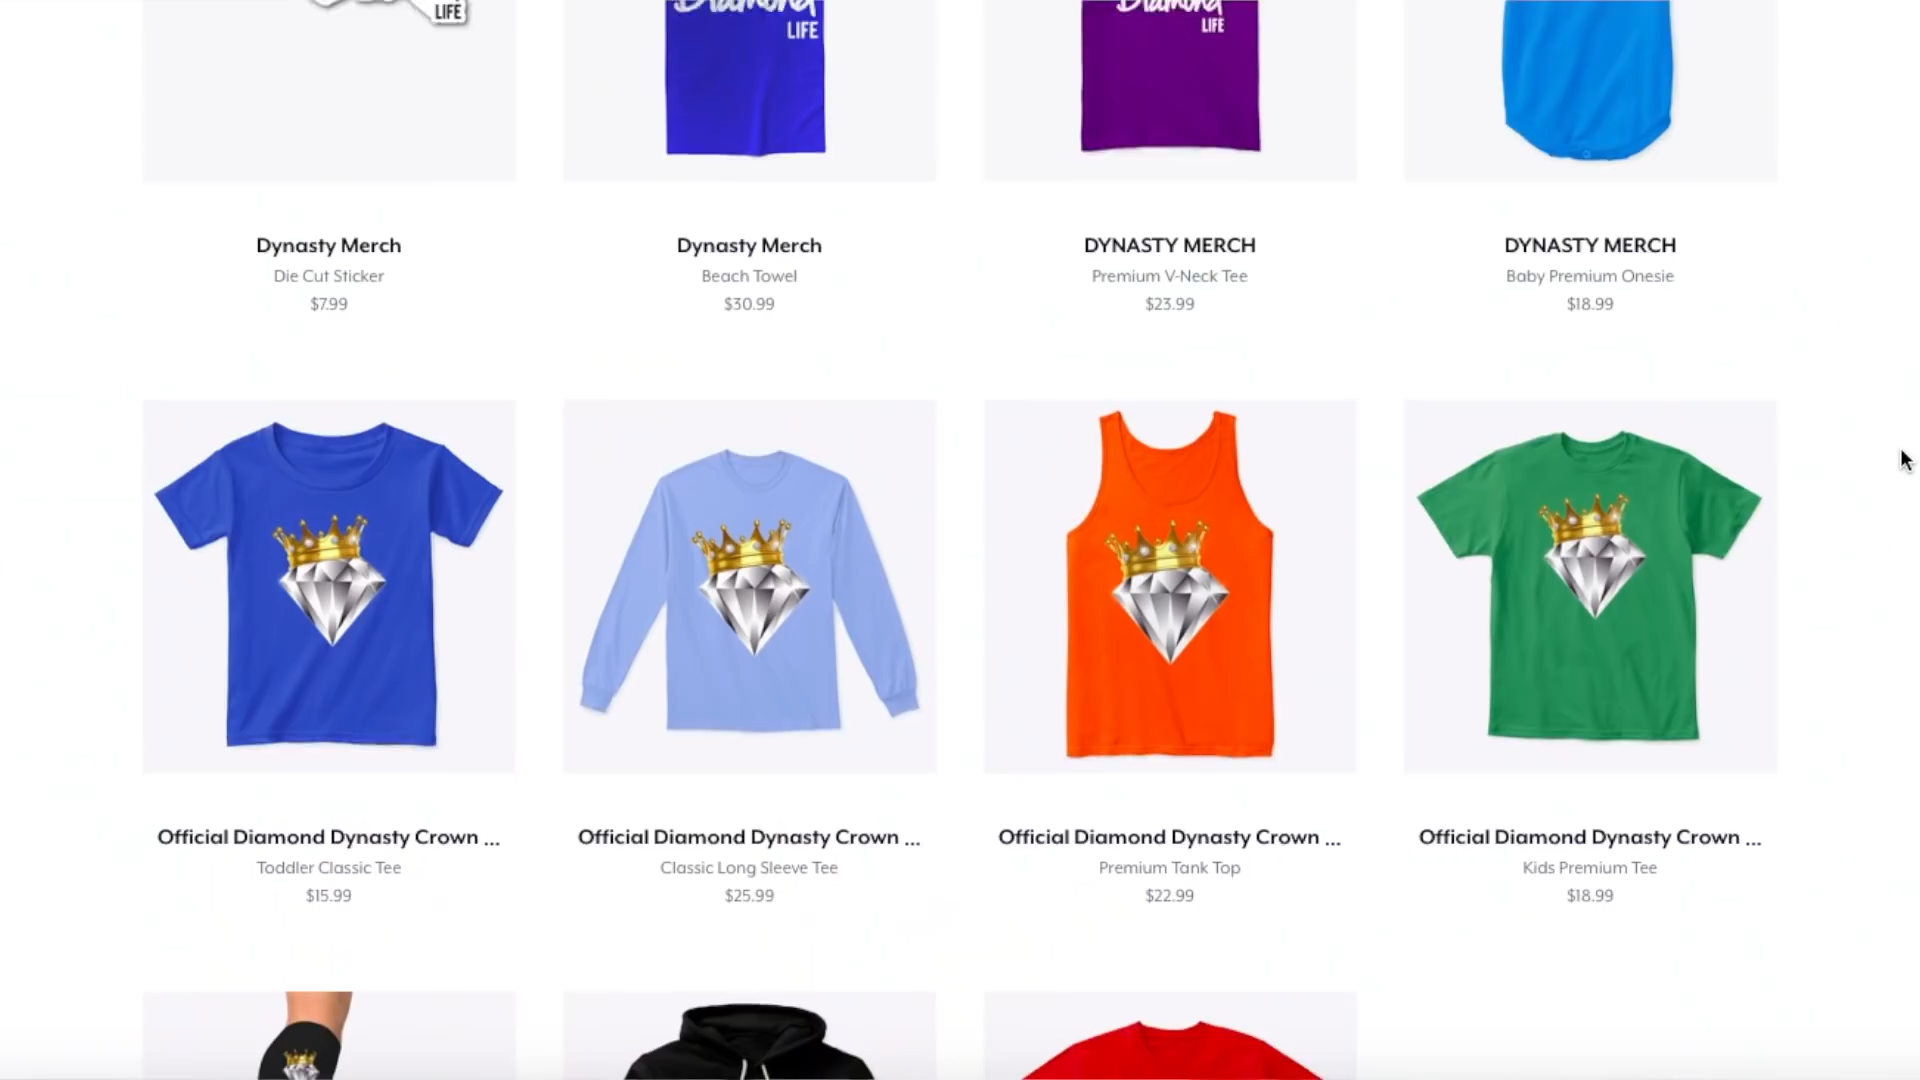 LIFE
Diamond
LIFE
Diamond
LIFE
Dynasty Merch
Die Cut Sticker
$7.99
Dynasty Merch
Beach Towel
$30.99
DYNASTY MERCH
Premium V-Neck Tee
$23.99
DYNASTY MERCH
Baby Premium Onesie
$18.99
Official Diamond Dynasty Crown ...
Toddler Classic Tee
$15.99
Official Diamond Dynasty Crown ...
Classic Long Sleeve Tee
$25.99
Official Diamond Dynasty Crown ...
Premium Tank Top
$22.99
Official Diamond Dynasty Crown ...
Kids Premium Tee
$18.99